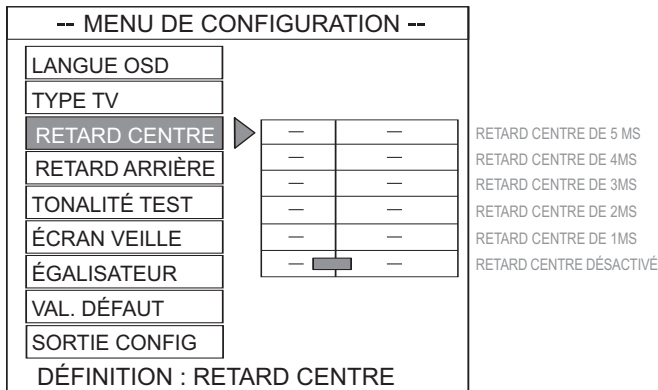 -- MENU DE CONFIGURATION --
LANGUE OSD
TYPE TV
RETARD CENTRE
RETARD ARRIÈRE
TONALITÉ TEST
ÉCRAN VEILLE
ÉGALISATEUR
VAL. DÉFAUT
SORTIE CONFIG
RETARD CENTRE DE 5 MS
RETARD CENTRE DE 4MS
RETARD CENTRE DE 3MS
RETARD CENTRE DE 2MS
RETARD CENTRE DE 1MS
RETARD CENTRE DÉSACTIVÉ
DÉFINITION : RETARD CENTRE